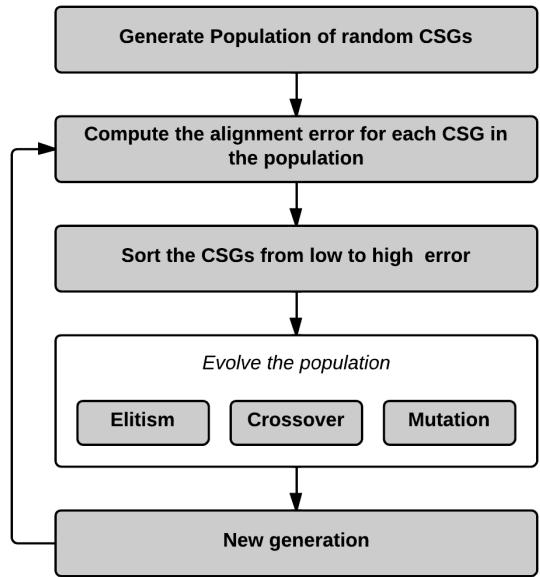 Generate Population of random CSGs
Compute the alignment error for each CSG in
the population
Sort the CSGs from low to high error
Evolve the population
Elitism
Crossover
Mutation
New generation